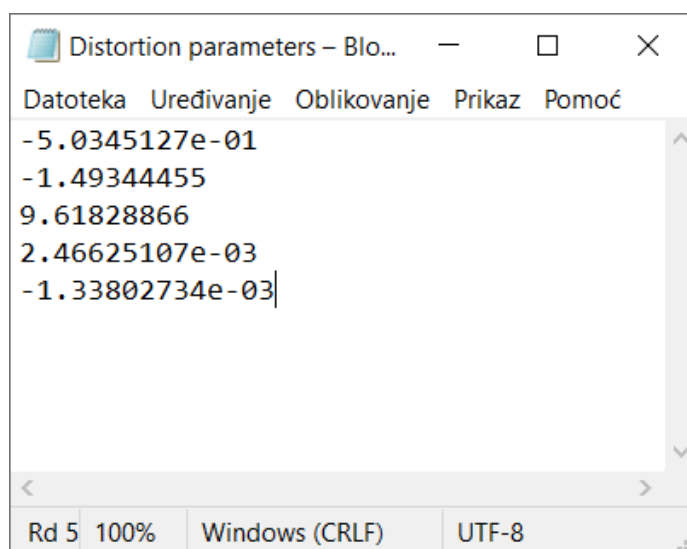 Distortion parameters – Blo...
Datoteka Uređivanje Oblikovanje Prikaz Pomoć
-5.0345127e-01
-1.49344455
9.61828866
2.46625107e-03
-1.33802734e-03
Rd 5 100% Windows (CRLF) UTF-8